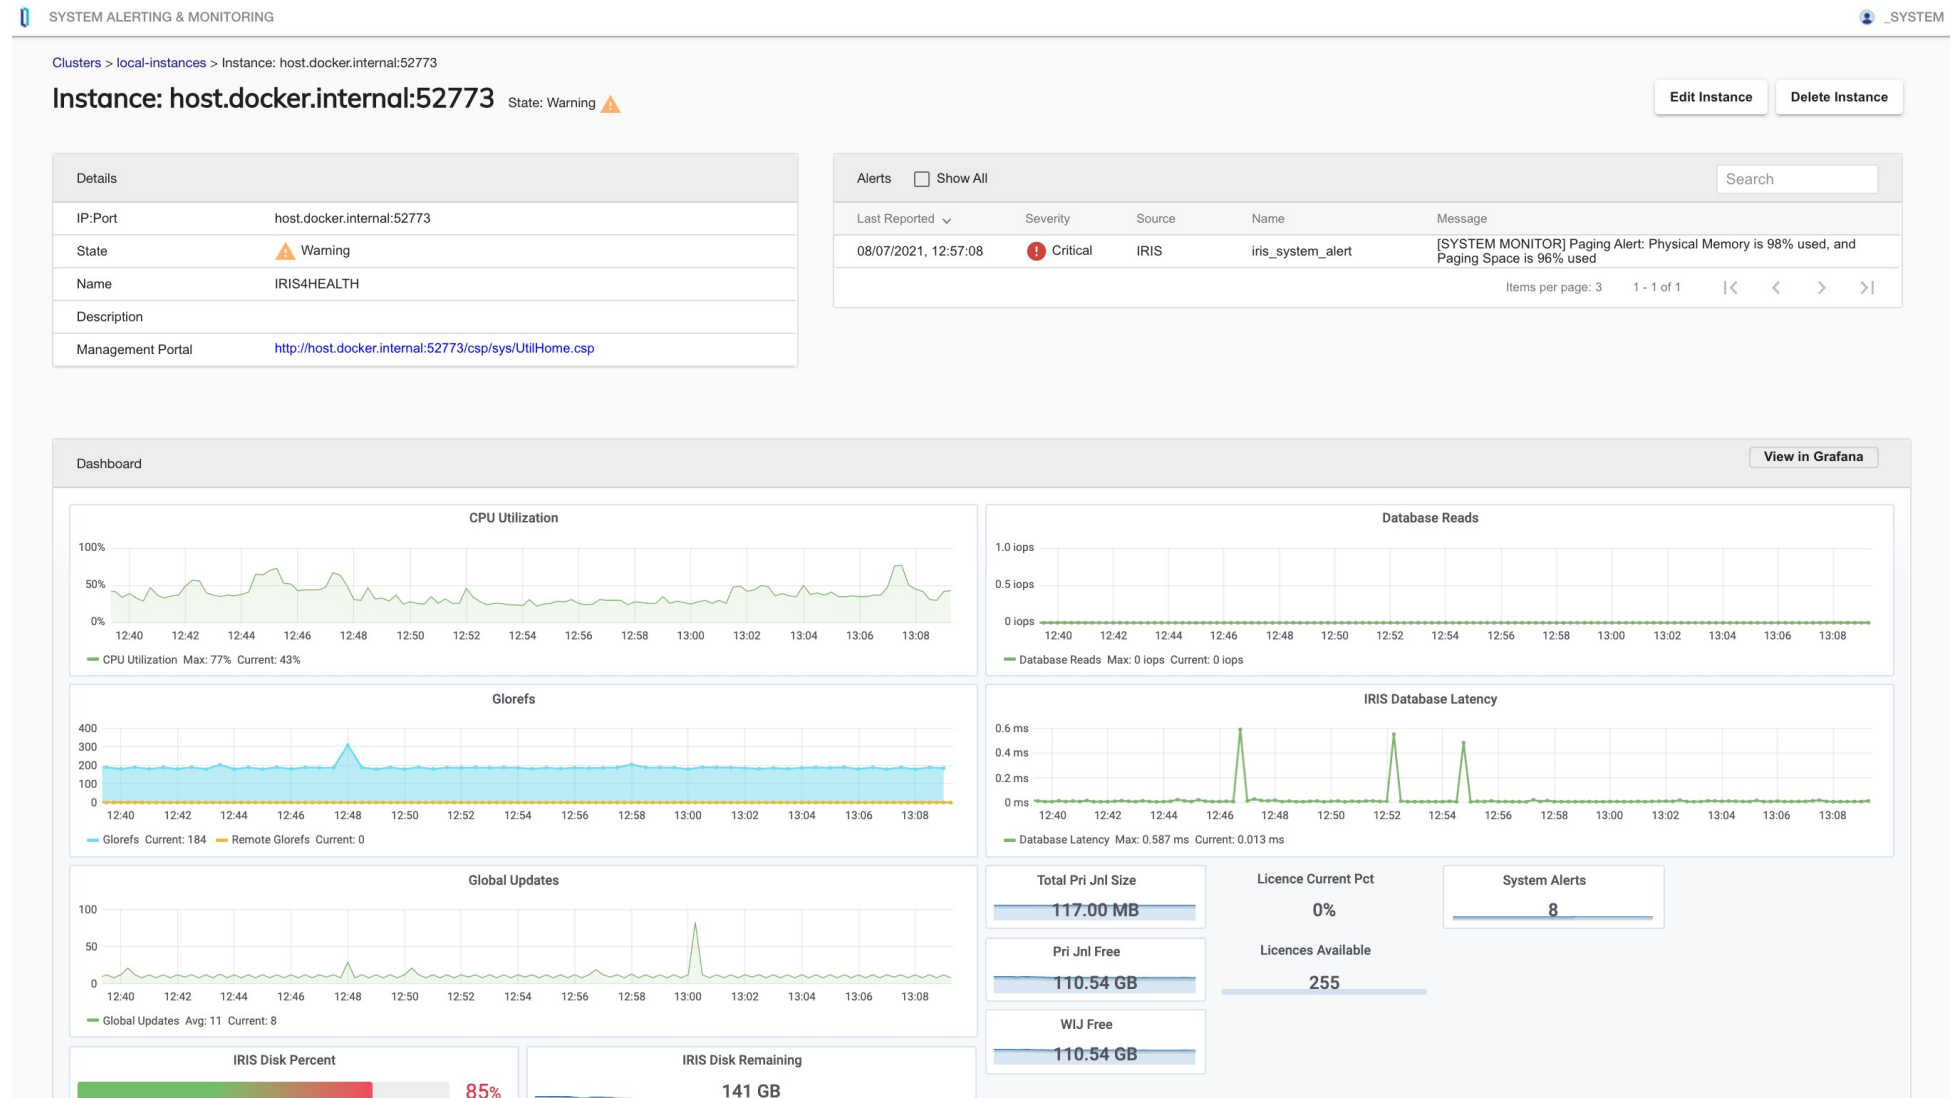 SYSTEM ALERTING & MONITORING
_SYSTEM
Clusters > local-instances > Instance: host.docker.internal:52773
Instance: host.docker.internal:52773 State: Warning
Edit Instance
Delete Instance
Details
IP:Port host.docker.internal:52773
State Warning
Name IRIS4HEALTH
Description
Management Portal http://host.docker.internal:52773/csp/sys/UtilHome.csp
Alerts Show All Search
Last Reported Severity Source Name Message
08/07/2021, 12:57:08 Critical IRIS iris_system_alert [SYSTEM MONITOR] Paging Alert: Physical Memory is 98% used, and
Paging Space is 96% used
Items per page: 3 1 - 1 of 1
Dashboard
View in Grafana
CPU Utilization
100%
50%
0%
12:40 12:42 12:44 12:46 12:48 12:50 12:52 12:54 12:56 12:58 13:00 13:02 13:04 13:06 13:08
CPU Utilization Max: 77% Current: 43%
Database Reads
1.0 iops
0.5 iops
0 iops
12:40 12:42 12:44 12:46 12:48 12:50 12:52 12:54 12:56 12:58 13:00 13:02 13:04 13:06 13:08
Database Reads Max: 0 iops Current: 0 iops
Glorefs
400
300
200
100
0
12:40 12:42 12:44 12:46 12:48 12:50 12:52 12:54 12:56 12:58 13:00 13:02 13:04 13:06 13:08
Glorefs Current: 184 Remote Glorefs Current: 0
IRIS Database Latency
0.6 ms
0.4 ms
0.2 ms
0 ms
12:40 12:42 12:44 12:46 12:48 12:50 12:52 12:54 12:56 12:58 13:00 13:02 13:04 13:06 13:08
Database Latency Max: 0.587 ms Current: 0.013 ms
Global Updates
100
50
0
12:40 12:42 12:44 12:46 12:48 12:50 12:52 12:54 12:56 12:58 13:00 13:02 13:04 13:06 13:08
Global Updates Avg: 11 Current: 8
Total Pri Jnl Size
117.00 MB
Licence Current Pct
0%
System Alerts
8
Pri Jnl Free
110.54 GB
Licences Available
255
WIJ Free
110.54 GB
IRIS Disk Percent
85%
IRIS Disk Remaining
141 GB